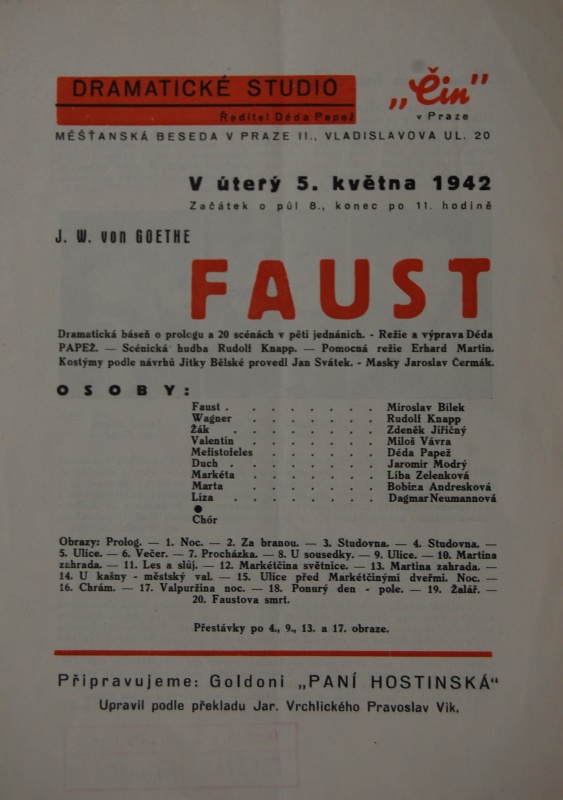 DRAMATICKÉ STUDIO
Ředitel Déda Papež
„Čin"
v Praze
MĚŠŤANSKÁ BESEDA V PRAZE II., VLADISLAVOVA UL. 20
V úterý 5. května 1942
Začátek o půl 8., konec po 11. hodině
J. W. von GOETHE
FAUST
Dramatická báseň o prologu a 20 scénách v pěti jednáních. - Režie a výprava Déda
PAPEŽ. — Scénická hudba Rudolf Knapp. — Pomocná režie Erhard Martin.
Kostýmy podle návrhů Jitky Bělské provedl Jan Svátek. - Masky Jaroslav Čermák.
OSOBY:
Faust . . . . . . . . Miroslav Bílek
Wagner . . . . . . . Rudolf Knapp
Žák . . . . . . . . Zdeněk Jiřičný
Valentin . . . . . . . Miloš Vávra
Mefistofeles . . . . . . . Déda Papež
Duch . . . . . . . . Jaromír Modrý
Markéta . . . . . . . Liba Zelenková
Marta . . . . . . . Bobina Andresková
Líza . . . . . . . . Dagmar Neumannová
●
Chór
Obrazy: Prolog. — 1. Noc. — 2. Za branou. — 3. Studovna. — 4. Studovna. —
5. Ulice. — 6. Večer. — 7. Procházka. — 8. U sousedky. — 9. Ulice. — 10. Martina
zahrada. — 11. Les a sluj. — 12. Markétčina světnice. — 13. Martina zahrada. —
14. U kašny - městský val. — 15. Ulice před Markétčinými dveřmi. Noc. —
16. Chrám. — 17. Valpuržina noc. — 18. Ponurý den - pole. — 19. Žalář. —
20. Faustova smrt.
Přestávky po 4., 9., 13. a 17. obraze.
Připravujeme: Goldoni „PANÍ HOSTINSKÁ“
Upravil podle překladu Jar. Vrchlického Pravoslav Vik.